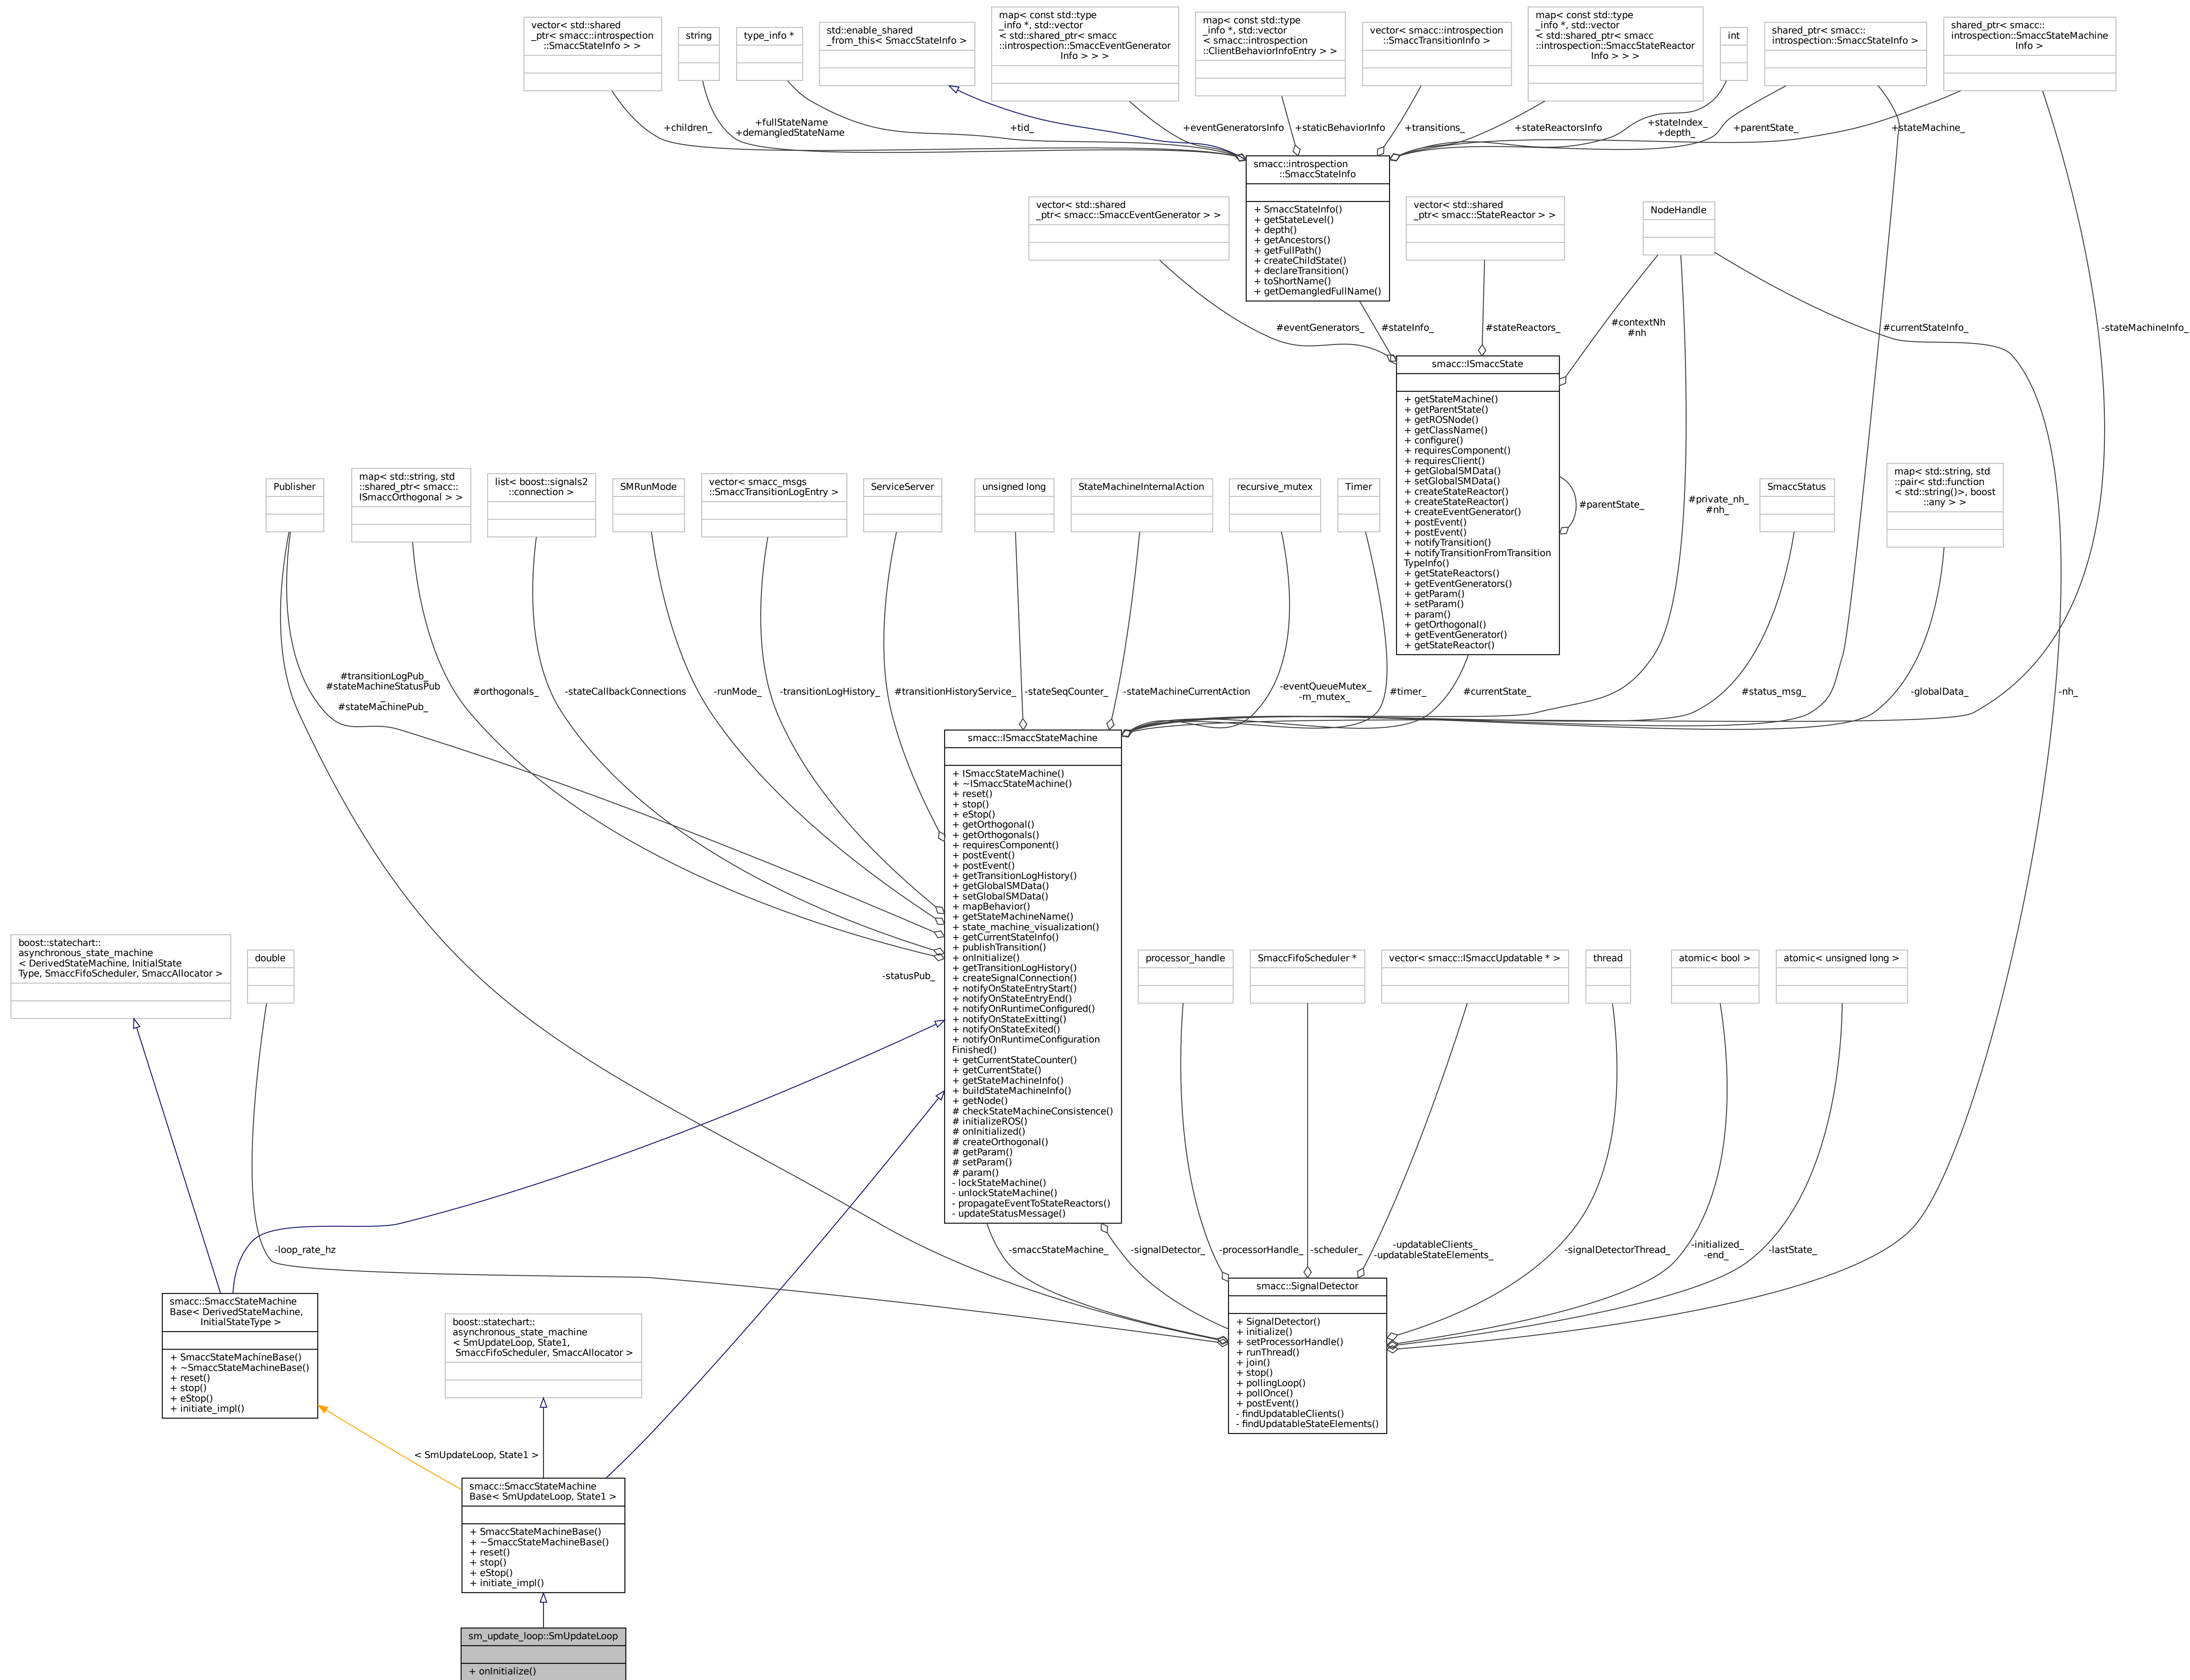 vector< std::shared
_ptr< smacc::introspection
::SmaccStateInfo > >
string
type_info *
std::enable_shared
_from_this< SmaccStateInfo >
map< const std::type
_info *, std::vector
< std::shared_ptr< smacc
::introspection::SmaccEventGenerator
Info > > >
map< const std::type
_info *, std::vector
< smacc::introspection
::ClientBehaviorInfoEntry > >
vector< smacc::introspection
::SmaccTransitionInfo >
map< const std::type
_info *, std::vector
< std::shared_ptr< smacc
::introspection::SmaccStateReactor
Info > > >
int
shared_ptr< smacc::
introspection::SmaccStateInfo >
shared_ptr< smacc::
introspection::SmaccStateMachine
Info >
+children_
+fullStateName
+demangledStateName
+tid_
+eventGeneratorsInfo
+staticBehaviorInfo
+transitions_
+stateReactorsInfo
+stateIndex_
+depth_
+parentState_
+stateMachine_
smacc::introspection
::SmaccStateInfo
+ SmaccStateInfo()
+ getStateLevel()
+ depth()
+ getAncestors()
+ getFullPath()
+ createChildState()
+ declareTransition()
+ toShortName()
+ getDemangledFullName()
vector< std::shared
_ptr< smacc::SmaccEventGenerator > >
vector< std::shared
_ptr< smacc::StateReactor > >
NodeHandle
#eventGenerators_
#stateInfo_
#stateReactors_
#contextNh
#nh
#currentStateInfo_
-stateMachineInfo_
smacc::ISmaccState
+ getStateMachine()
+ getParentState()
+ getROSNode()
+ getClassName()
+ configure()
+ requiresComponent()
+ requiresClient()
+ getGlobalSMData()
+ setGlobalSMData()
+ createStateReactor()
+ createStateReactor()
+ createEventGenerator()
+ postEvent()
+ postEvent()
+ notifyTransition()
+ notifyTransitionFromTransition
TypeInfo()
+ getStateReactors()
+ getEventGenerators()
+ getParam()
+ setParam()
+ param()
+ getOrthogonal()
+ getEventGenerator()
+ getStateReactor()
#parentState_
#private_nh_
#nh_
Publisher
map< std::string, std
::shared_ptr< smacc::
ISmaccOrthogonal > >
list< boost::signals2
::connection >
SMRunMode
vector< smacc_msgs
::SmaccTransitionLogEntry >
ServiceServer
unsigned long
StateMachineInternalAction
recursive_mutex
Timer
SmaccStatus
map< std::string, std
::pair< std::function
< std::string()>, boost
::any > >
#transitionLogPub_
#stateMachineStatusPub
_
#stateMachinePub_
#orthogonals_
-stateCallbackConnections
-runMode_
-transitionLogHistory_
#transitionHistoryService_
-stateSeqCounter_
-stateMachineCurrentAction
-eventQueueMutex_
-m_mutex_
#timer_
#currentState_
#status_msg_
-globalData_
-nh_
smacc::ISmaccStateMachine
+ ISmaccStateMachine()
+ ~ISmaccStateMachine()
+ reset()
+ stop()
+ eStop()
+ getOrthogonal()
+ getOrthogonals()
+ requiresComponent()
+ postEvent()
+ postEvent()
+ getTransitionLogHistory()
+ getGlobalSMData()
+ setGlobalSMData()
+ mapBehavior()
+ getStateMachineName()
+ state_machine_visualization()
+ getCurrentStateInfo()
+ publishTransition()
+ onInitialize()
+ getTransitionLogHistory()
+ createSignalConnection()
+ notifyOnStateEntryStart()
+ notifyOnStateEntryEnd()
+ notifyOnRuntimeConfigured()
+ notifyOnStateExitting()
+ notifyOnStateExited()
+ notifyOnRuntimeConfiguration
Finished()
+ getCurrentStateCounter()
+ getCurrentState()
+ getStateMachineInfo()
+ buildStateMachineInfo()
+ getNode()
# checkStateMachineConsistence()
# initializeROS()
# onInitialized()
# createOrthogonal()
# getParam()
# setParam()
# param()
- lockStateMachine()
- unlockStateMachine()
- propagateEventToStateReactors()
- updateStatusMessage()
boost::statechart::
asynchronous_state_machine
< DerivedStateMachine, InitialState
Type, SmaccFifoScheduler, SmaccAllocator >
double
-statusPub_
processor_handle
SmaccFifoScheduler *
vector< smacc::ISmaccUpdatable * >
thread
atomic< bool >
atomic< unsigned long >
-loop_rate_hz
-smaccStateMachine_
-signalDetector_
-processorHandle_
-scheduler_
-updatableClients_
-updatableStateElements_
-signalDetectorThread_
-initialized_
-end_
-lastState_
smacc::SignalDetector
+ SignalDetector()
+ initialize()
+ setProcessorHandle()
+ runThread()
+ join()
+ stop()
+ pollingLoop()
+ pollOnce()
+ postEvent()
- findUpdatableClients()
- findUpdatableStateElements()
smacc::SmaccStateMachine
Base< DerivedStateMachine,
InitialStateType >
+ SmaccStateMachineBase()
+ ~SmaccStateMachineBase()
+ reset()
+ stop()
+ eStop()
+ initiate_impl()
boost::statechart::
asynchronous_state_machine
< SmUpdateLoop, State1,
SmaccFifoScheduler, SmaccAllocator >
< SmUpdateLoop, State1 >
smacc::SmaccStateMachine
Base< SmUpdateLoop, State1 >
+ SmaccStateMachineBase()
+ ~SmaccStateMachineBase()
+ reset()
+ stop()
+ eStop()
+ initiate_impl()
sm_update_loop::SmUpdateLoop
+ onInitialize()